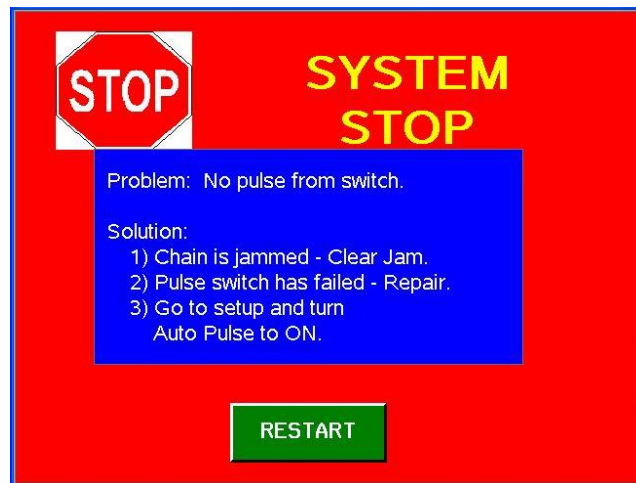 STOP
SYSTEM
STOP
Problem: No pulse from switch.
Solution:
1) Chain is jammed - Clear Jam.
2) Pulse switch has failed - Repair.
3) Go to setup and turn
Auto Pulse to ON.
RESTART